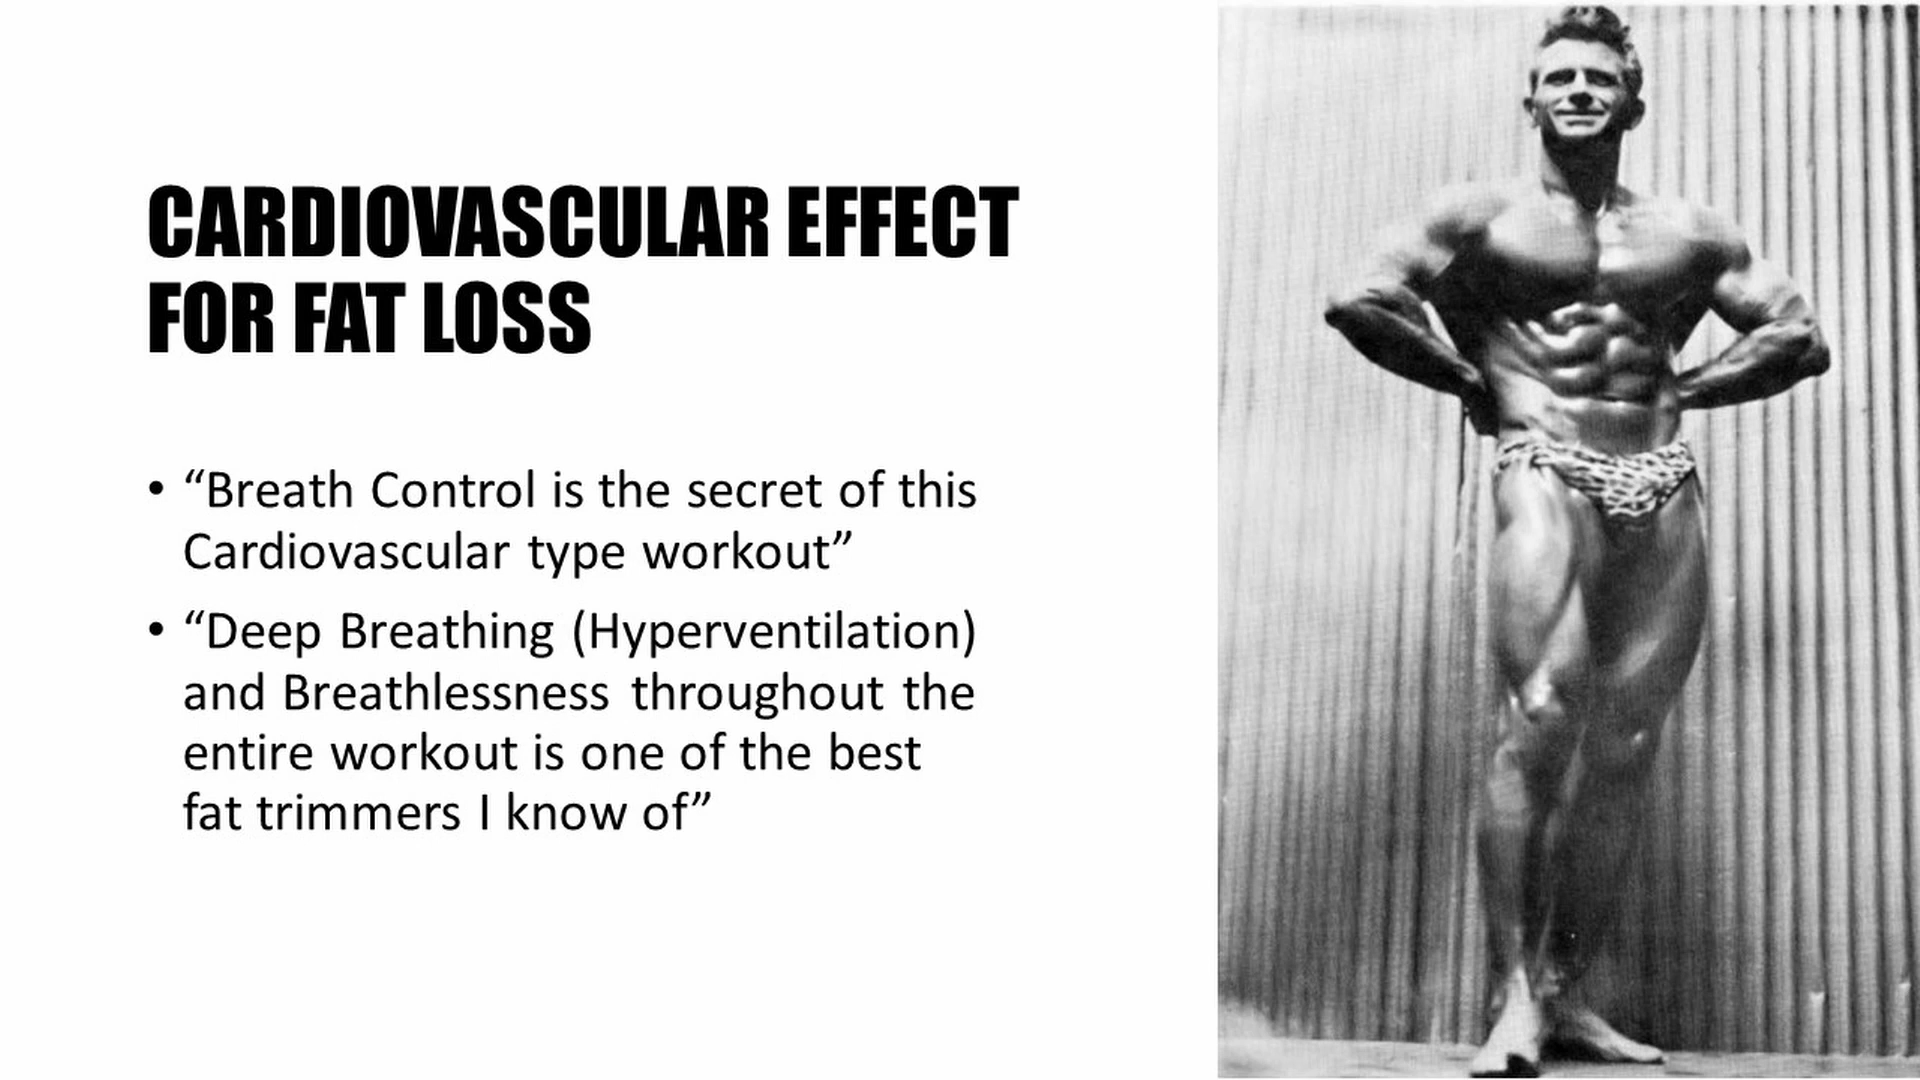 CARDIOVASCULAR EFFECT
FOR FAT LOSS
• “Breath Control is the secret of this
Cardiovascular type workout”
• “Deep Breathing (Hyperventilation)
and Breathlessness throughout the
entire workout is one of the best
fat trimmers I know of”